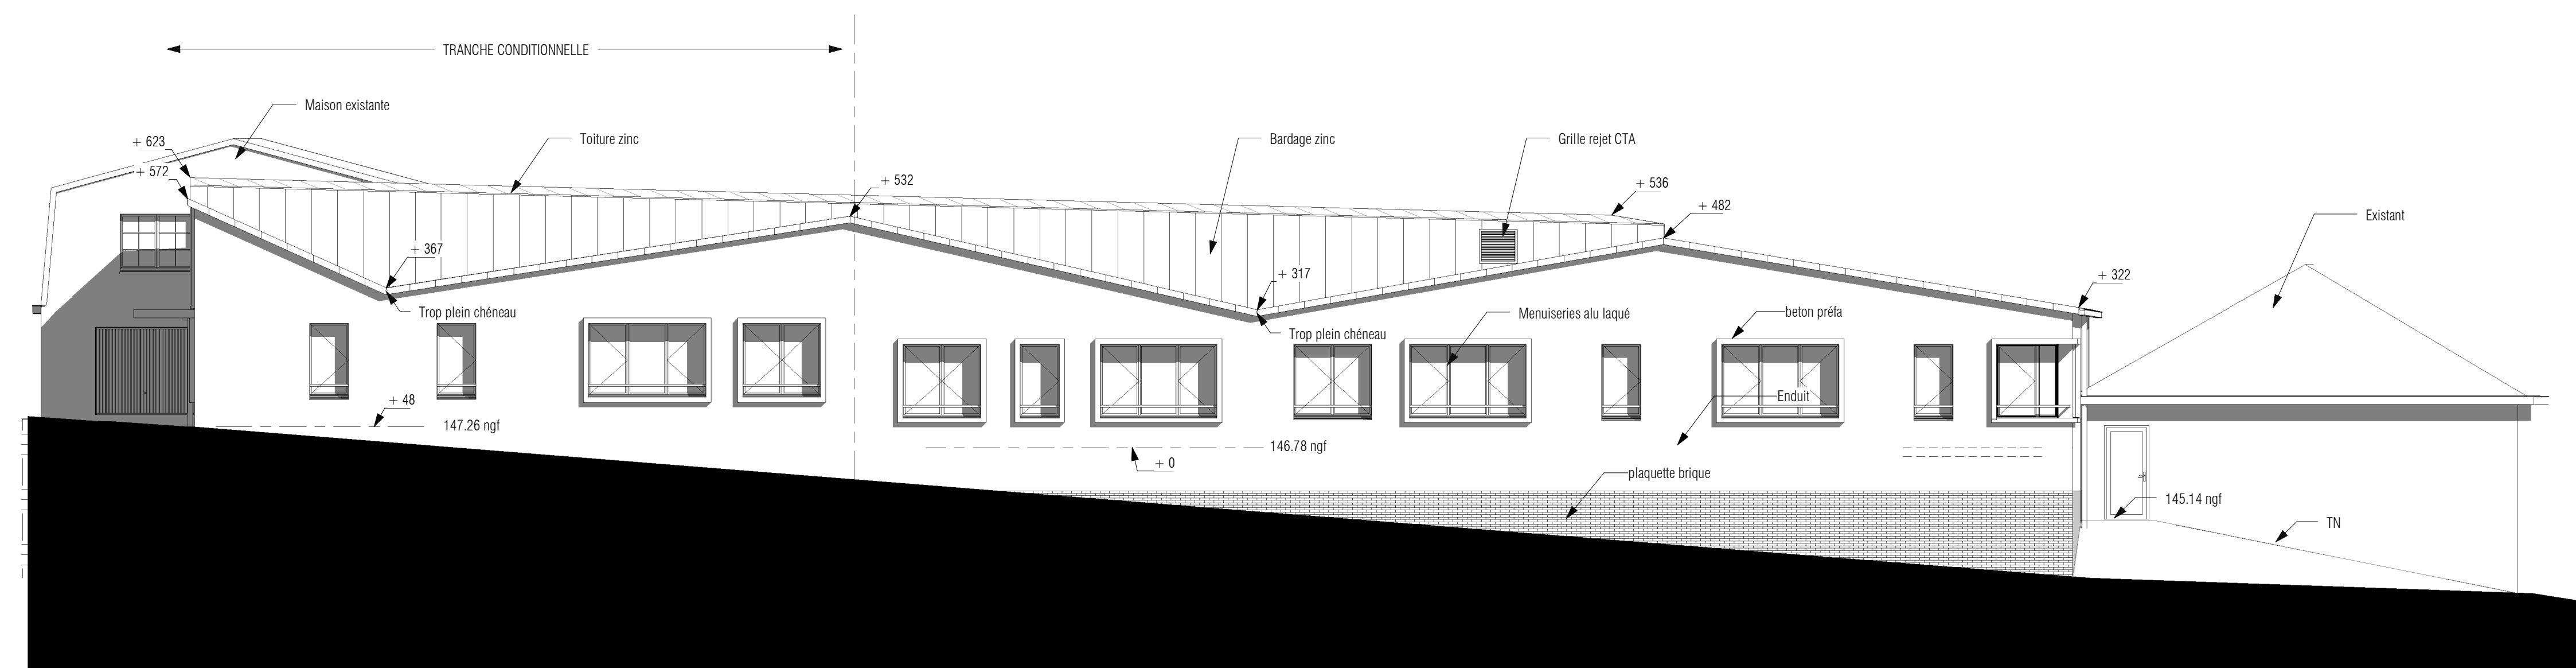 TRANCHE CONDITIONNELLE
Maison existante
+ 623
Toiture zinc
Bardage zinc
Grille rejet CTA
+ 572
+ 532
+ 536
+ 482
Existant
+ 367
+ 317
+ 322
Trop plein chéneau
Menuiseries alu laqué
beton préfa
Trop plein chéneau
+ 48
Enduit
147.26 ngf
146.78 ngf
+ 0
plaquette brique
145.14 ngf
TN